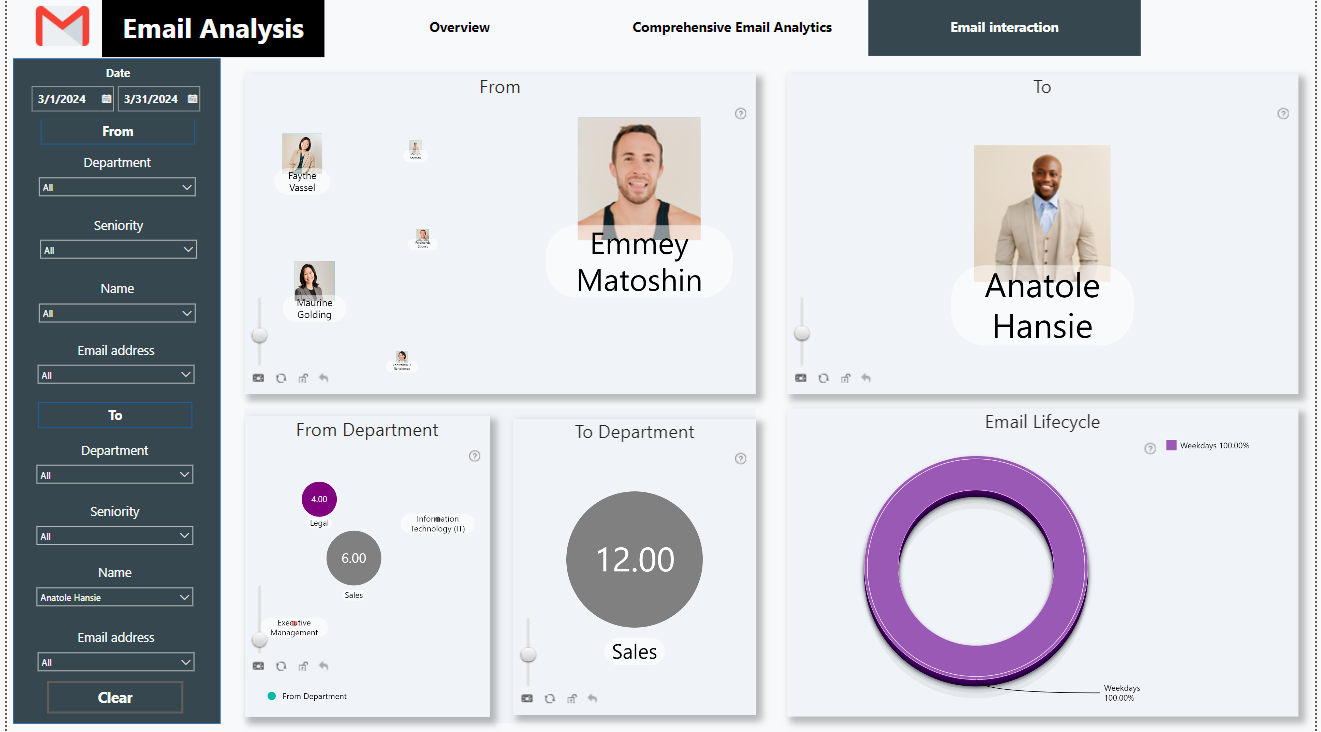 Email Analysis
Overview
Comprehensive Email Analytics
Email interaction
Date
3/1/2024
3/31/2024
From
Department
All
Seniority
All
Name
All
Email address
All
To
Department
All
Seniority
All
Name
Anatole Hansie
Email address
All
Clear
From
Faythe
Vassel
Maurine
Golding
Emmey
Matoshin
To
Anatole
Hansie
From Department
4.00
Legal
6.00
Sales
Information
Technology (IT)
Executive
Management
From Department
To Department
12.00
Sales
Email Lifecycle
Weekdays 100.00%
Weekdays
100.00%